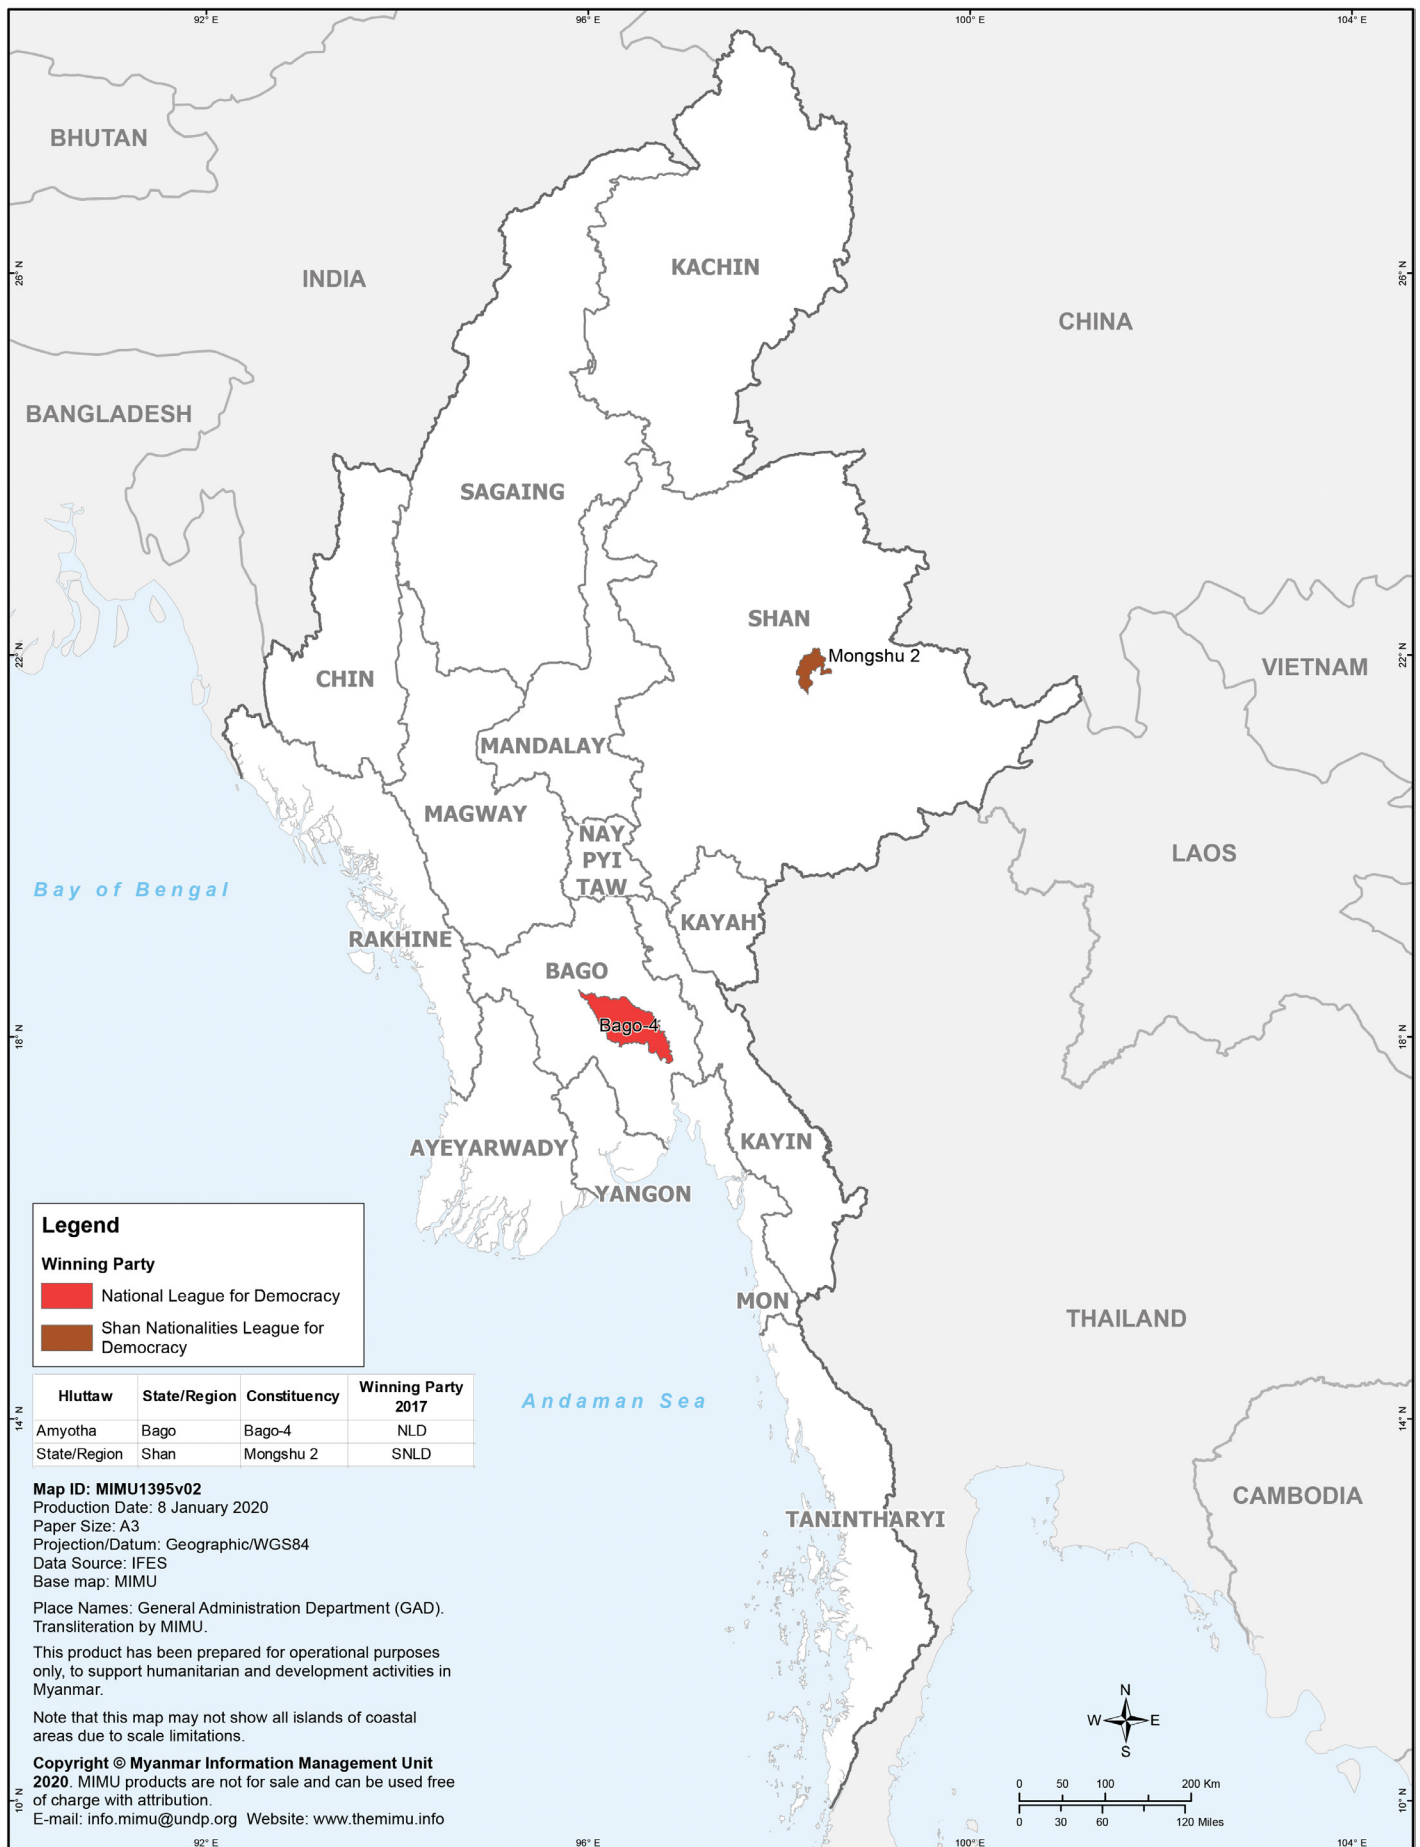 92° E
96° E
100° E
104° E
BHUTAN
26° N
INDIA
KACHIN
CHINA
26° N
BANGLADESH
SAGAING
SHAN
Mongshu 2
22° N
CHIN
VIETNAM
22° N
MANDALAY
MAGWAY
NAY
PYI
TAW
LAOS
Bay of Bengal
KAYAH
RAKHINE
BAGO
Bago-4
18° N
18° N
AYEYARWADY
KAYIN
YANGON
Legend
Winning Party
National League for Democracy
Shan Nationalities League for
Democracy
MON
THAILAND
Hluttaw State/Region Constituency Winning Party
2017
Amyotha Bago Bago-4 NLD
State/Region Shan Mongshu 2 SNLD
Andaman Sea
14° N
14° N
Map ID: MIMU1395v02
Production Date: 8 January 2020
Paper Size: A3
Projection/Datum: Geographic/WGS84
Data Source: IFES
Base map: MIMU
CAMBODIA
TANINTHARYI
Place Names: General Administration Department (GAD).
Transliteration by MIMU.
This product has been prepared for operational purposes
only, to support humanitarian and development activities in
Myanmar.
Note that this map may not show all islands of coastal
areas due to scale limitations.
Copyright © Myanmar Information Management Unit
2020. MIMU products are not for sale and can be used free
of charge with attribution.
E-mail: info.mimu@undp.org Website: www.themimu.info
N
W E
S
0 50 100 200 Km
0 30 60 120 Miles
10° N
10° N
92° E
96° E
100° E
104° E